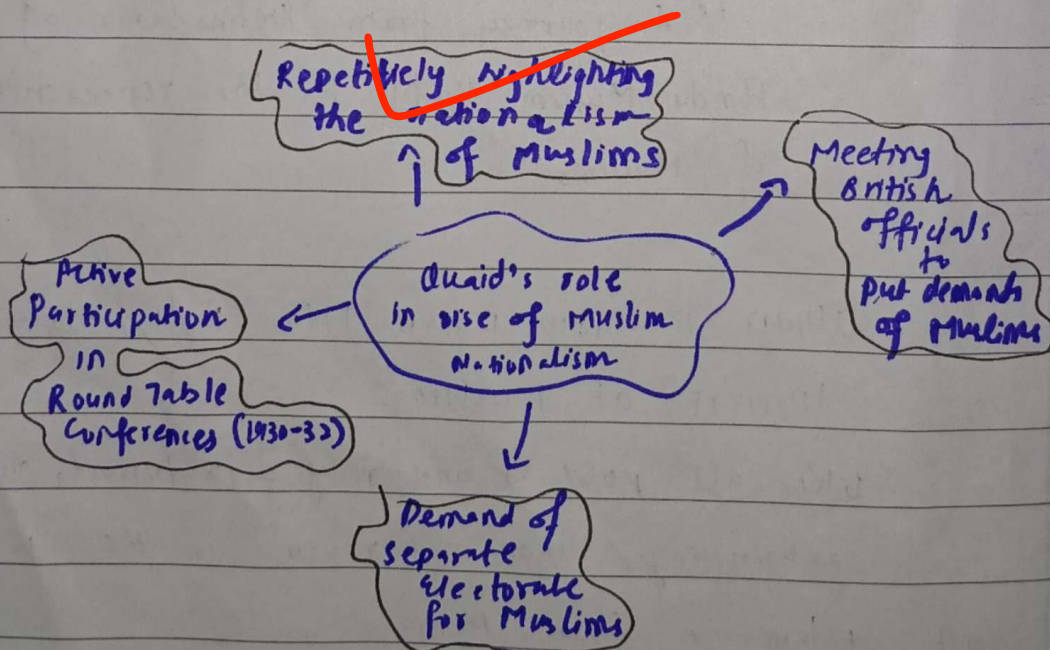 Repetitively highlighting
the nationalism
of Muslims
Meeting
British
officials
to
put demands
of Muslims
Quaid's role
in rise of Muslim
Nationalism
Active
Participation
in
Round Table
Conferences (1930-32)
Demand of
separate
Electorate
for Muslims